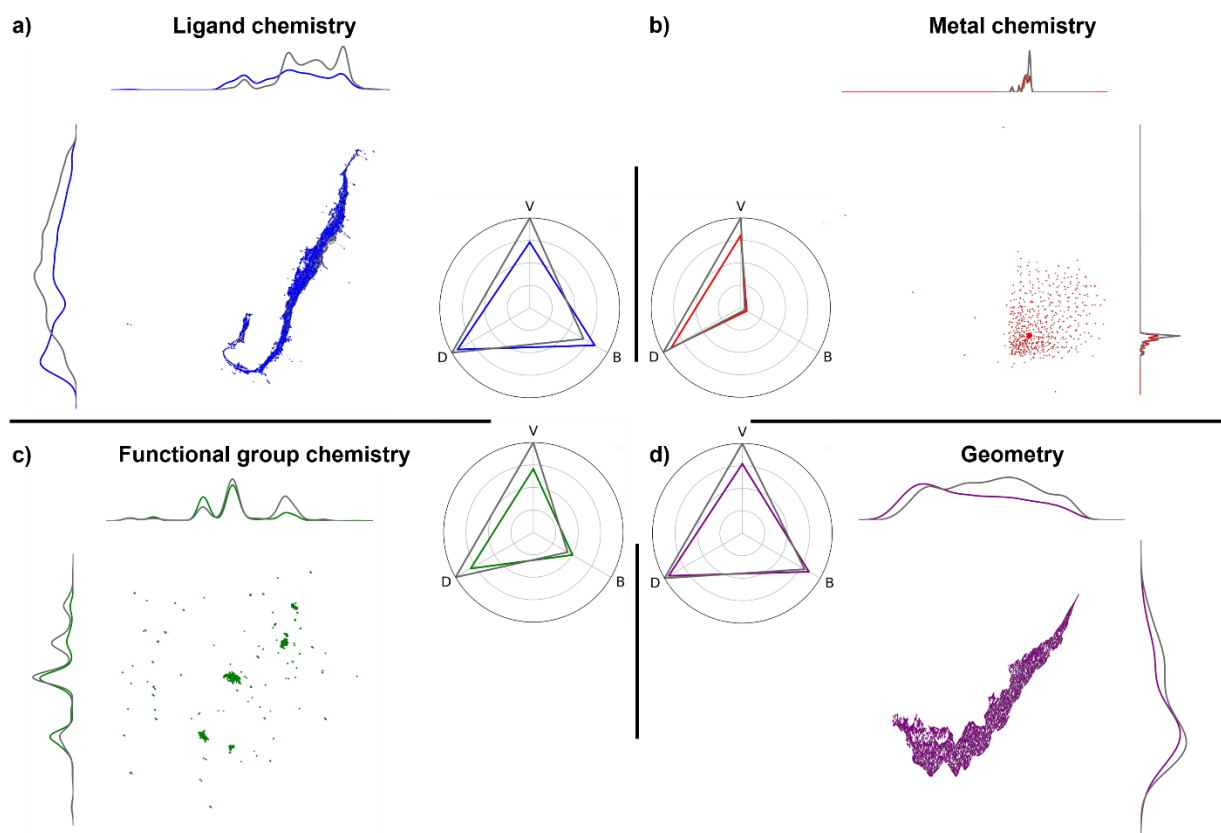 a) Ligand chemistry
b) Metal chemistry
V
D
B
V
D
B
c) Functional group chemistry
V
D
B
d) Geometry
V
D
B